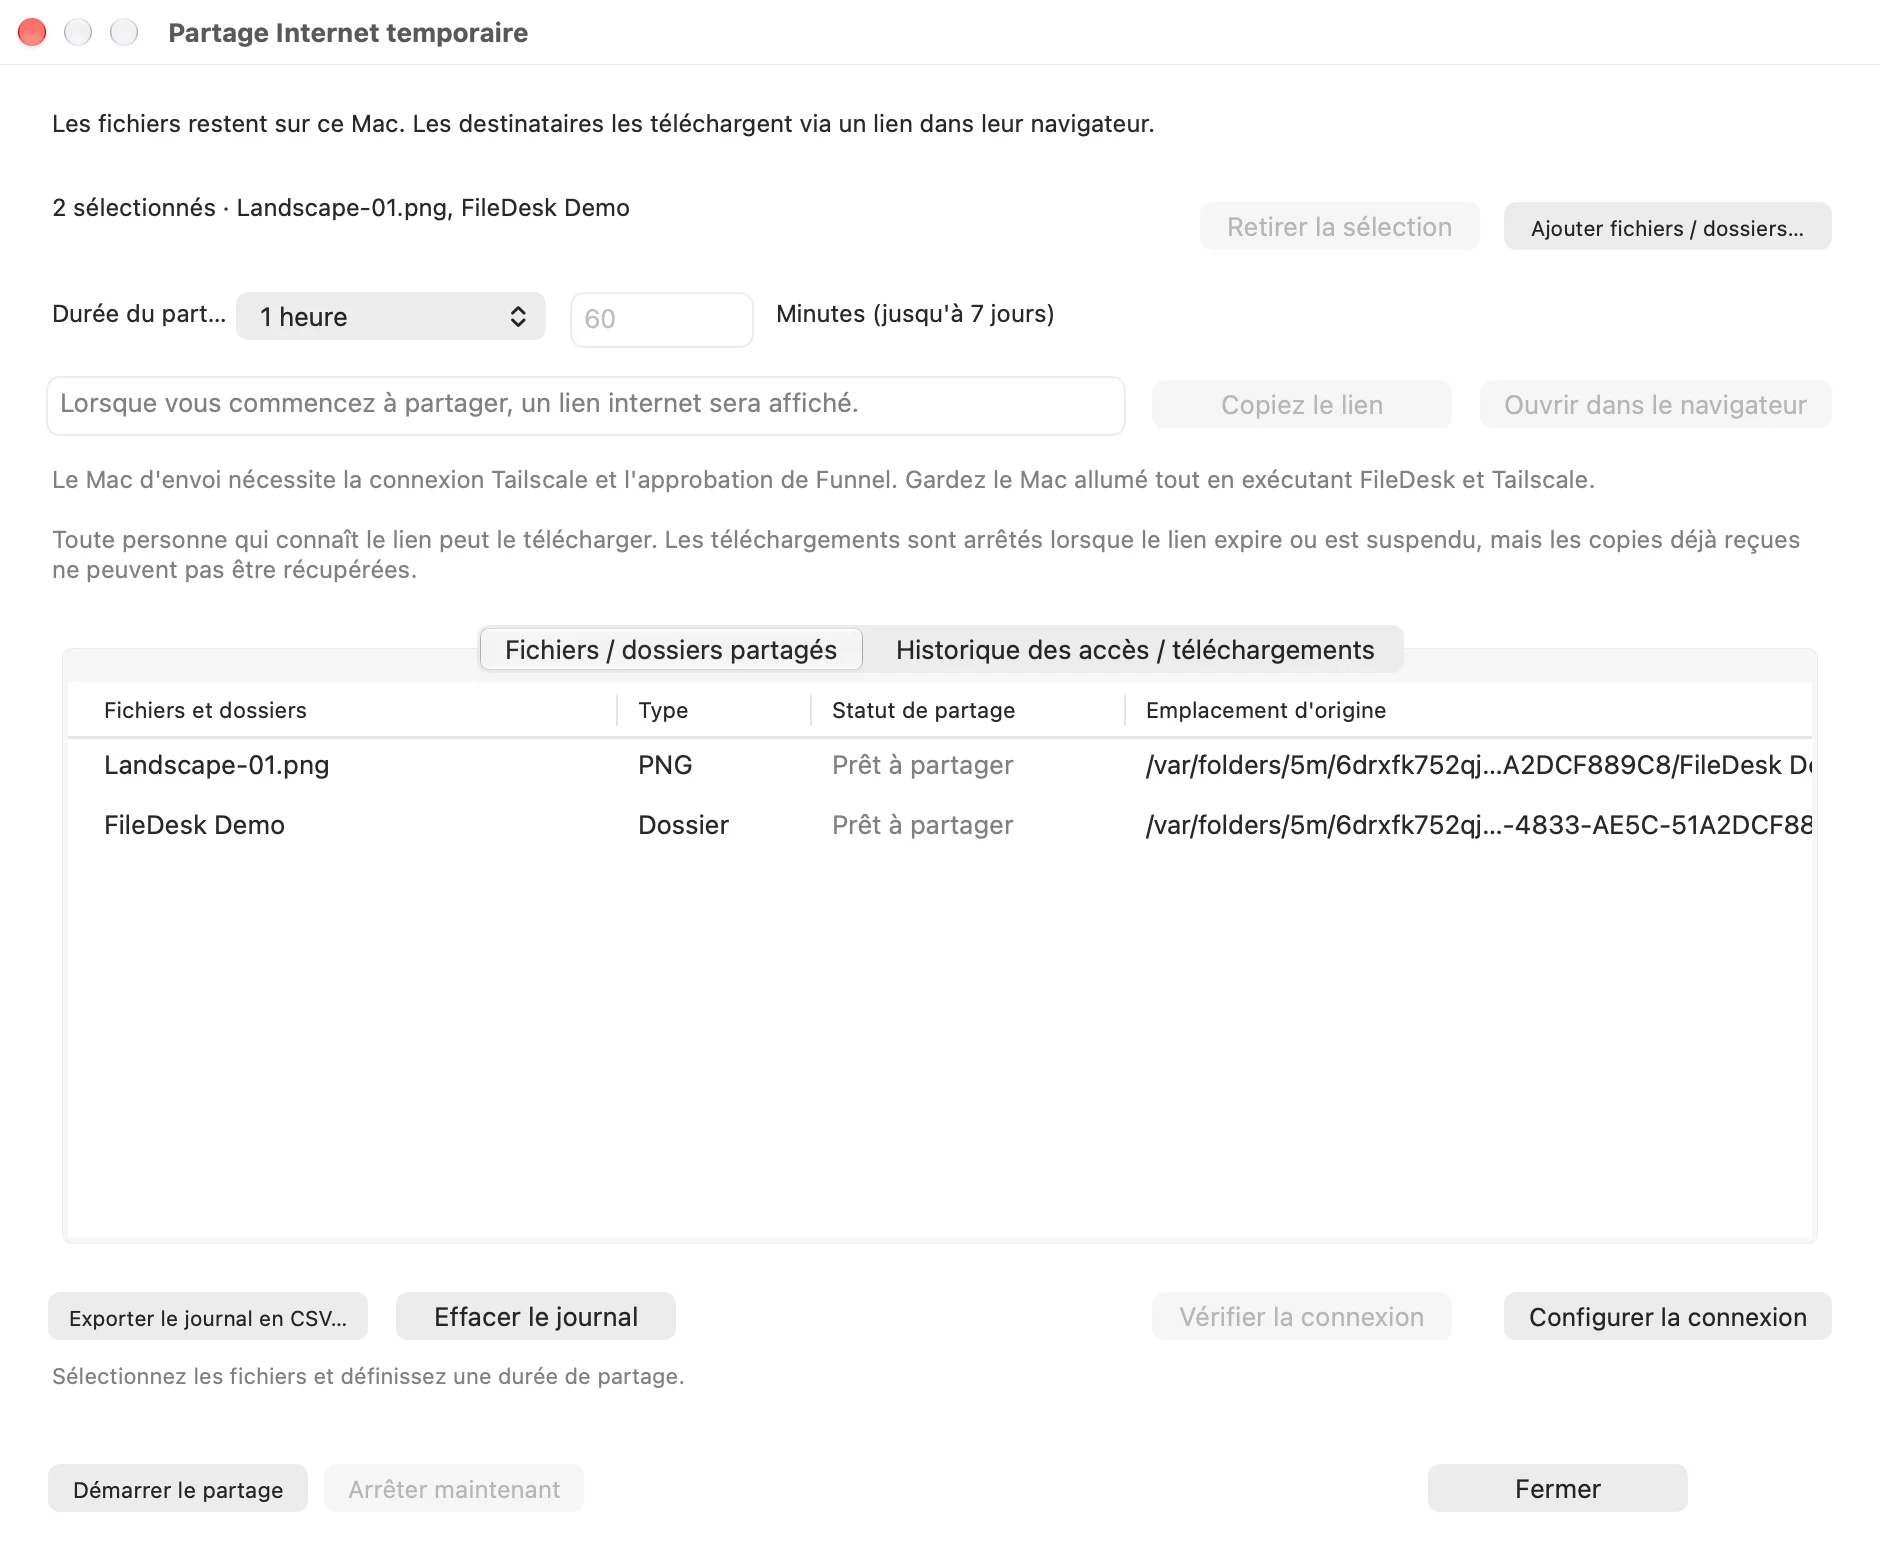 Partage Internet temporaire
Les fichiers restent sur ce Mac. Les destinataires les téléchargent via un lien dans leur navigateur.
2 sélectionnés · Landscape-01.png, FileDesk Demo
Retirer la sélection
Ajouter fichiers / dossiers...
Durée du part...
1 heure
60
Minutes (jusqu'à 7 jours)
Lorsque vous commencez à partager, un lien internet sera affiché.
Copiez le lien
Ouvrir dans le navigateur
Le Mac d'envoi nécessite la connexion Tailscale et l'approbation de Funnel. Gardez le Mac allumé tout en exécutant FileDesk et Tailscale.
Toute personne qui connaît le lien peut le télécharger. Les téléchargements sont arrêtés lorsque le lien expire ou est suspendu, mais les copies déjà reçues
ne peuvent pas être récupérées.
Fichiers / dossiers partagés
Historique des accès / téléchargements
Fichiers et dossiers
Type
Statut de partage
Emplacement d'origine
Landscape-01.png
PNG
Prêt à partager
/var/folders/5m/6drxfk752qj...A2DCF889C8/FileDesk De
FileDesk Demo
Dossier
Prêt à partager
/var/folders/5m/6drxfk752qj...-4833-AE5C-51A2DCF88
Exporter le journal en CSV...
Effacer le journal
Vérifier la connexion
Configurer la connexion
Sélectionnez les fichiers et définissez une durée de partage.
Démarrer le partage
Arrêter maintenant
Fermer